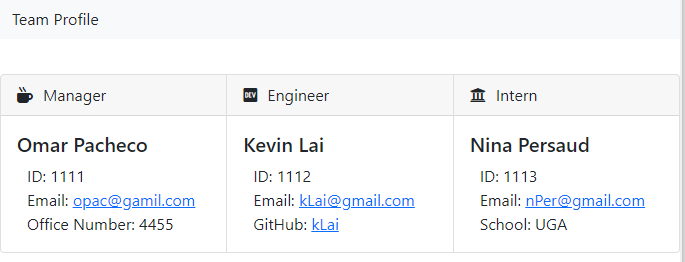 Team Profile
Manager
Omar Pacheco
ID: 1111
Email: opac@gamil.com
Office Number: 4455
DEV Engineer
Kevin Lai
ID: 1112
Email: kLai@gmail.com
GitHub: kLai
Intern
Nina Persaud
ID: 1113
Email: nPer@gmail.com
School: UGA